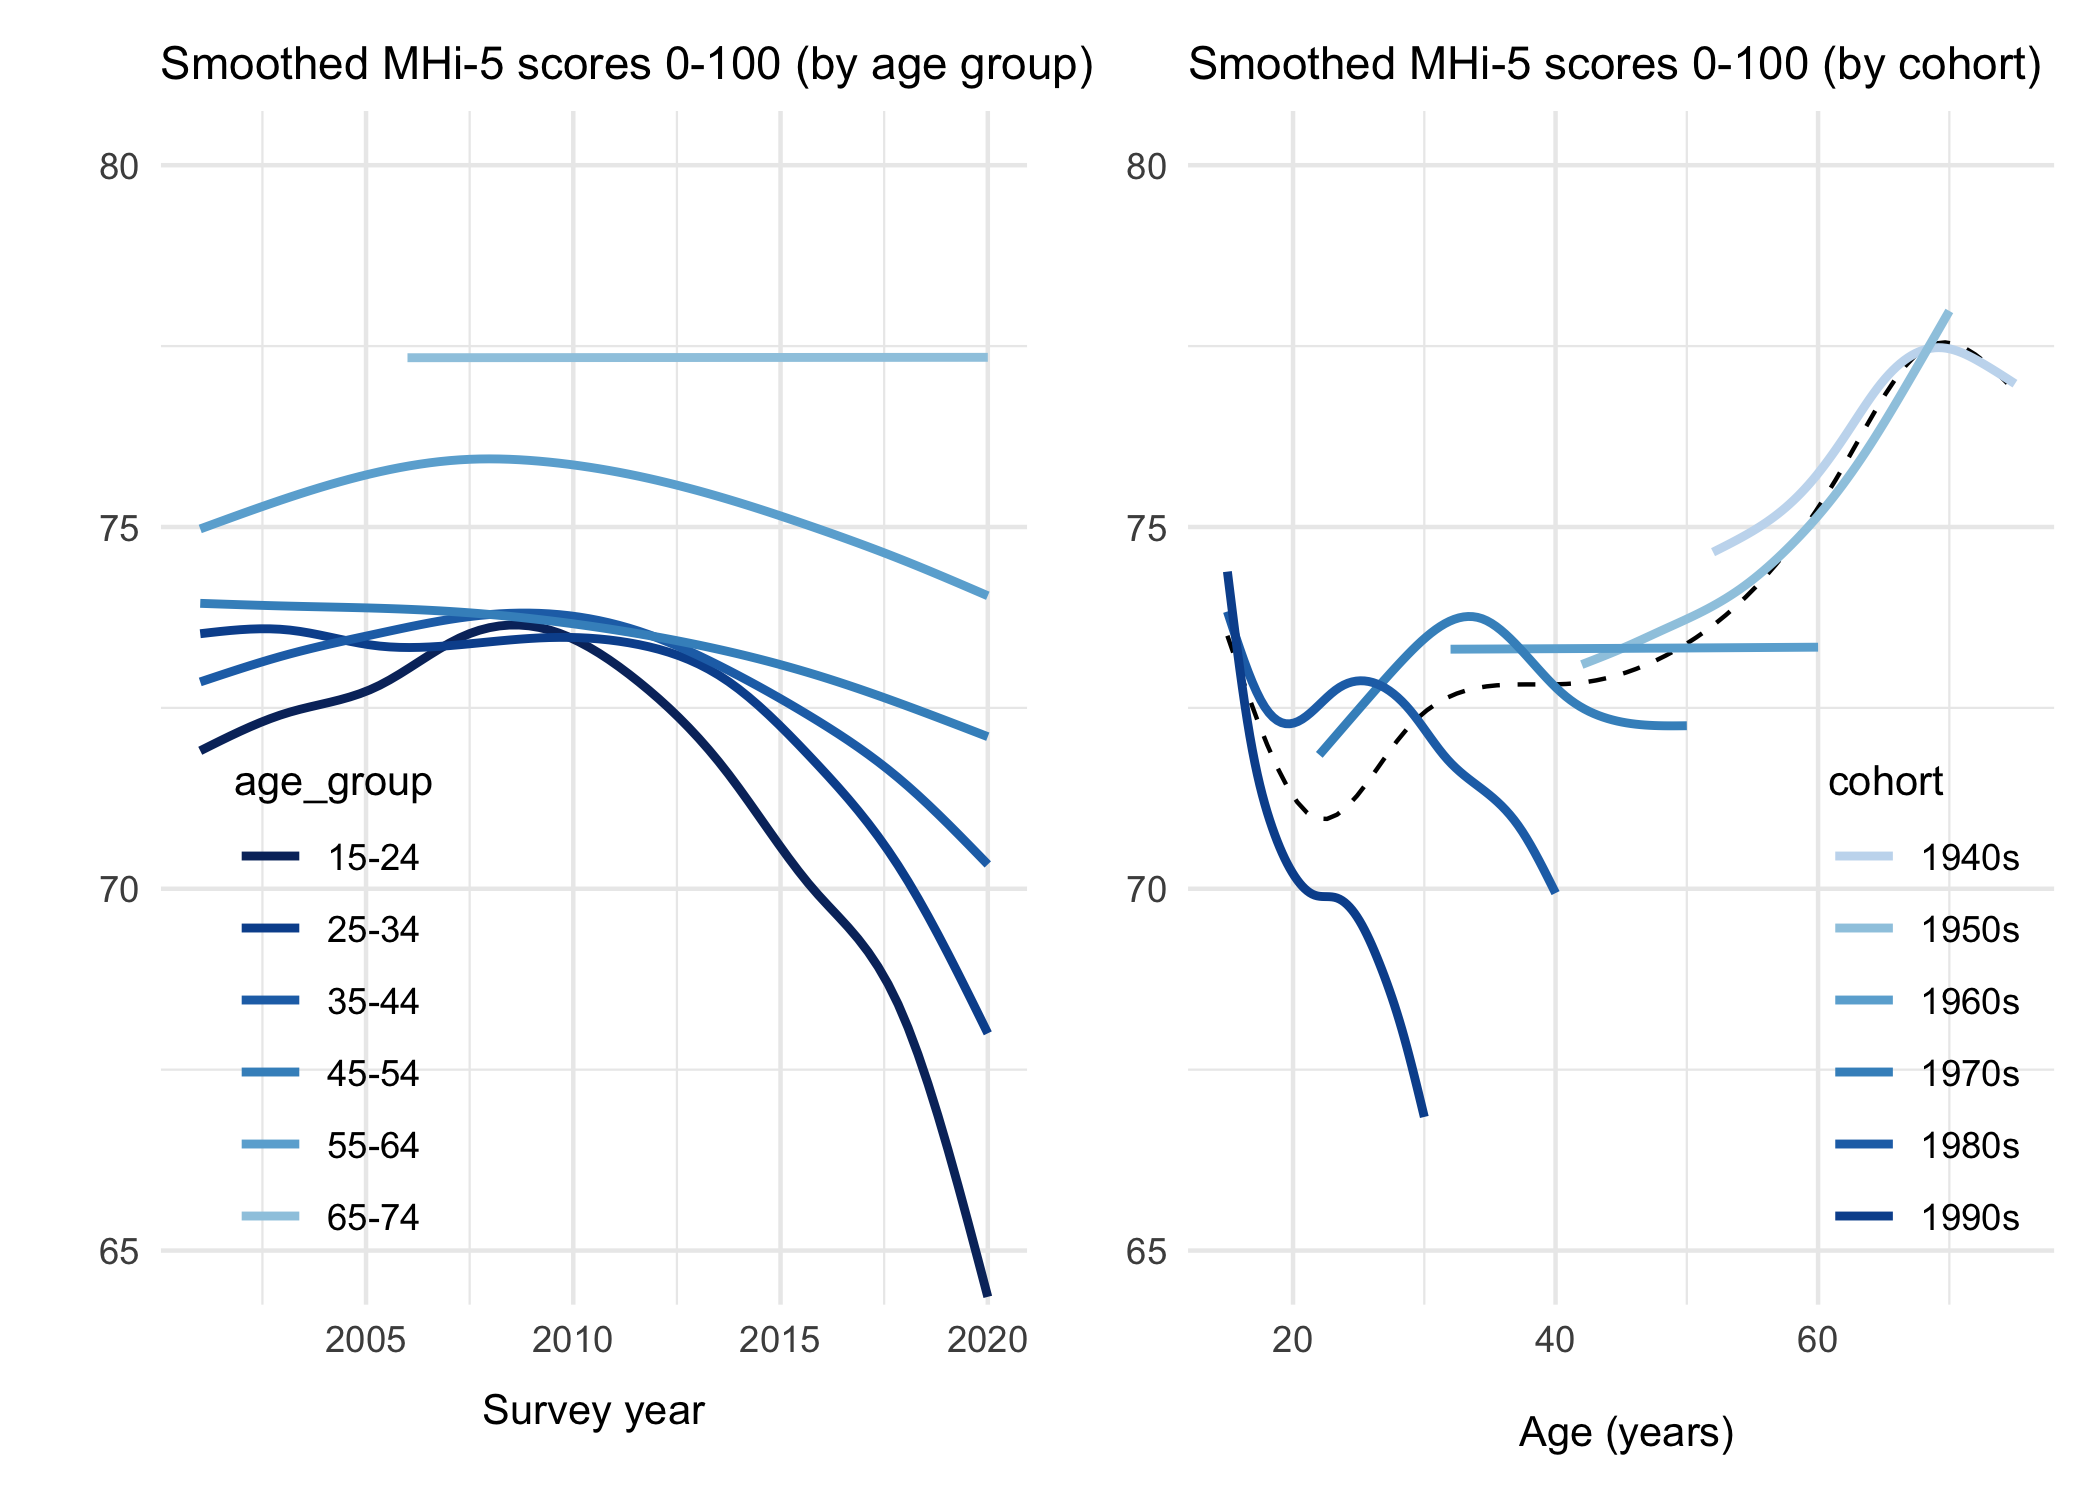 Smoothed MHi-5 scores 0-100 (by age group)
80
75
70
65
age_group
15-24
25-34
35-44
45-54
55-64
65-74
2005 2010 2015 2020
Survey year
Smoothed MHi-5 scores 0-100 (by cohort)
80
75
70
65
cohort
1940s
1950s
1960s
1970s
1980s
1990s
20 40 60
Age (years)